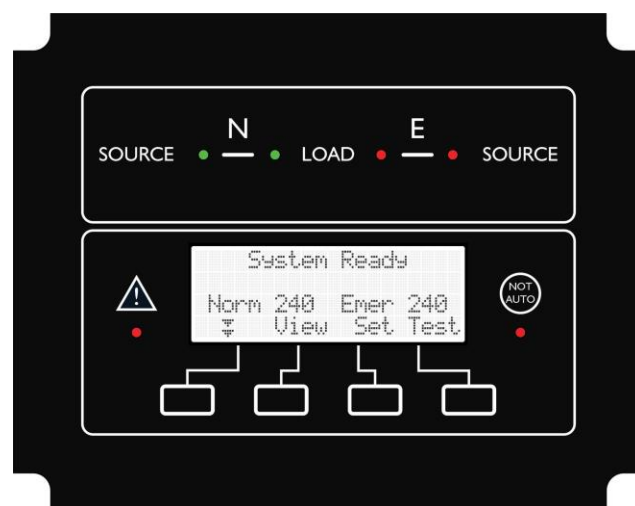 N E
SOURCE LOAD SOURCE
System Ready
NOT
AUTO
Norm 240 Emer 240
View Set Test